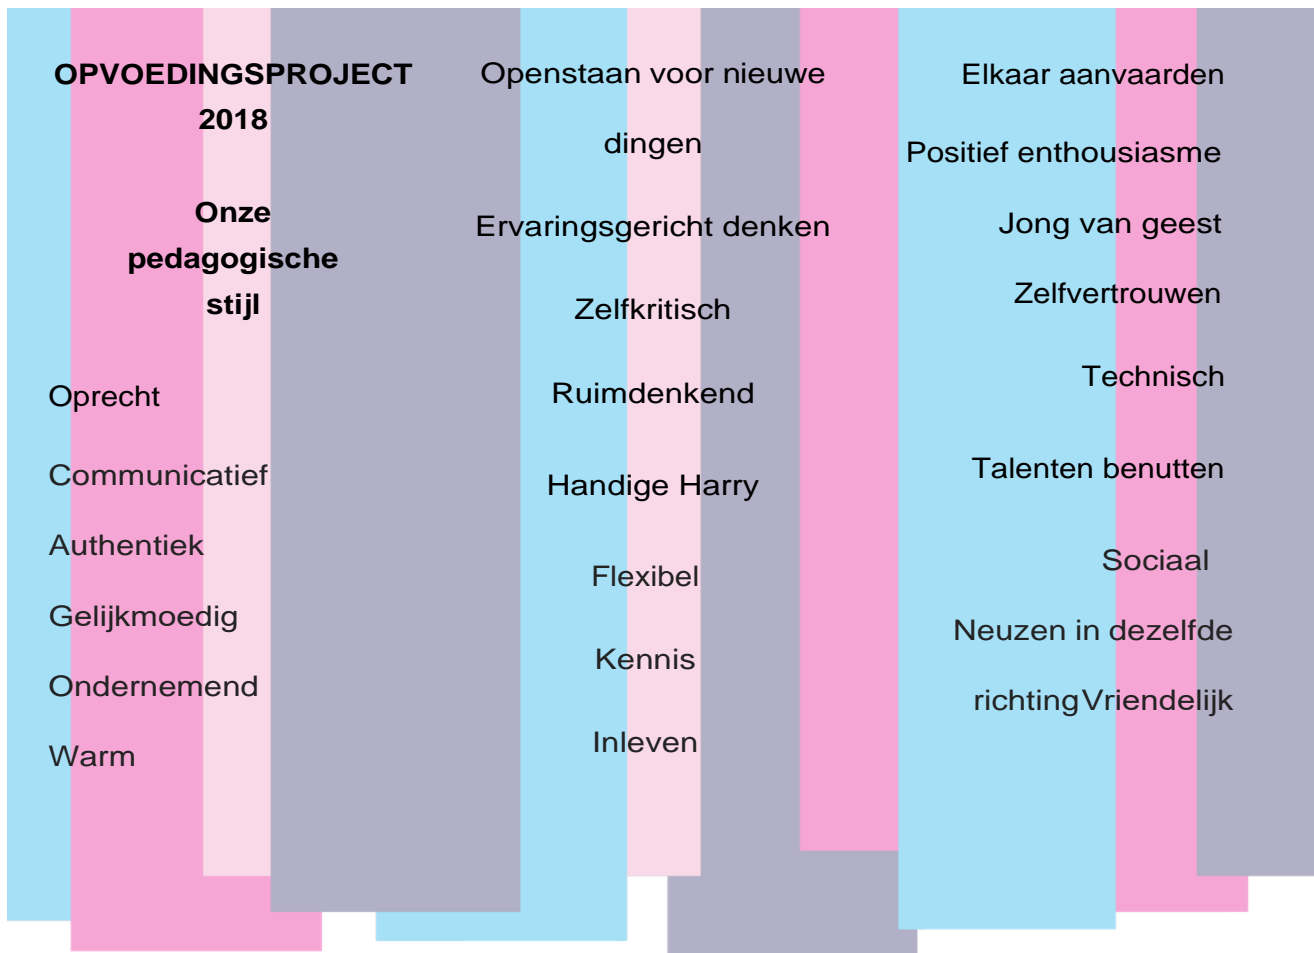 OPVOEDINGSPROJECT
2018
Onze
pedagogische
stijl
Oprecht
Communicatief
Authentiek
Gelijkmoedig
Ondernemend
Warm
Openstaan voor nieuwe
dingen
Ervaringsgericht denken
Zelfkritisch
Ruimdenkend
Handige Harry
Flexibel
Kennis
Inleven
Elkaar aanvaarden
Positief enthousiasme
Jong van geest
Zelfvertrouwen
Technisch
Talenten benutten
Sociaal
Neuzen in dezelfde
richtingVriendelijk